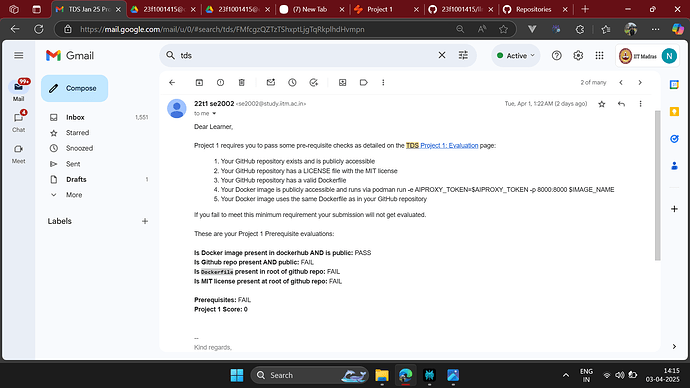 TDS Jan 25 Pro
23f1001415@
23f1001415@
(7) New Tab
Project 1
23f1001415/
Repositories
https://mail.google.com/mail/u/0/#search/tds/FMfcgzQZTzTShxptLjgTqRkplhdHvmpn
99+
Mail
4
Chat
Meet
Gmail
tds
Active
IIT Madras
N
Compose
Inbox 1,551
Starred
Snoozed
Sent
Drafts 1
More
Labels
2 of many
22t1 se2002 <se2002@study.iitm.ac.in>
Tue, Apr 1, 1:22 AM (2 days ago)
to me
Dear Learner,
Project 1 requires you to pass some pre-requisite checks as detailed on the TDS Project 1: Evaluation page:
1. Your GitHub repository exists and is publicly accessible
2. Your GitHub repository has a LICENSE file with the MIT license
3. Your GitHub repository has a valid Dockerfile
4. Your Docker image is publicly accessible and runs via podman run -e AIPROXY_TOKEN=$AIPROXY_TOKEN -p 8000:8000 $IMAGE_NAME
5. Your Docker image uses the same Dockerfile as in your GitHub repository
If you fail to meet this minimum requirement your submission will not get evaluated.
These are your Project 1 Prerequisite evaluations:
Is Docker image present in dockerhub AND is public: PASS
Is Github repo present AND public: FAIL
Is Dockerfile present in root of github repo: FAIL
Is MIT license present at root of github repo: FAIL
Prerequisites: FAIL
Project 1 Score: 0
--
Kind regards,
Search
ENG
IN
14:15
03-04-2025